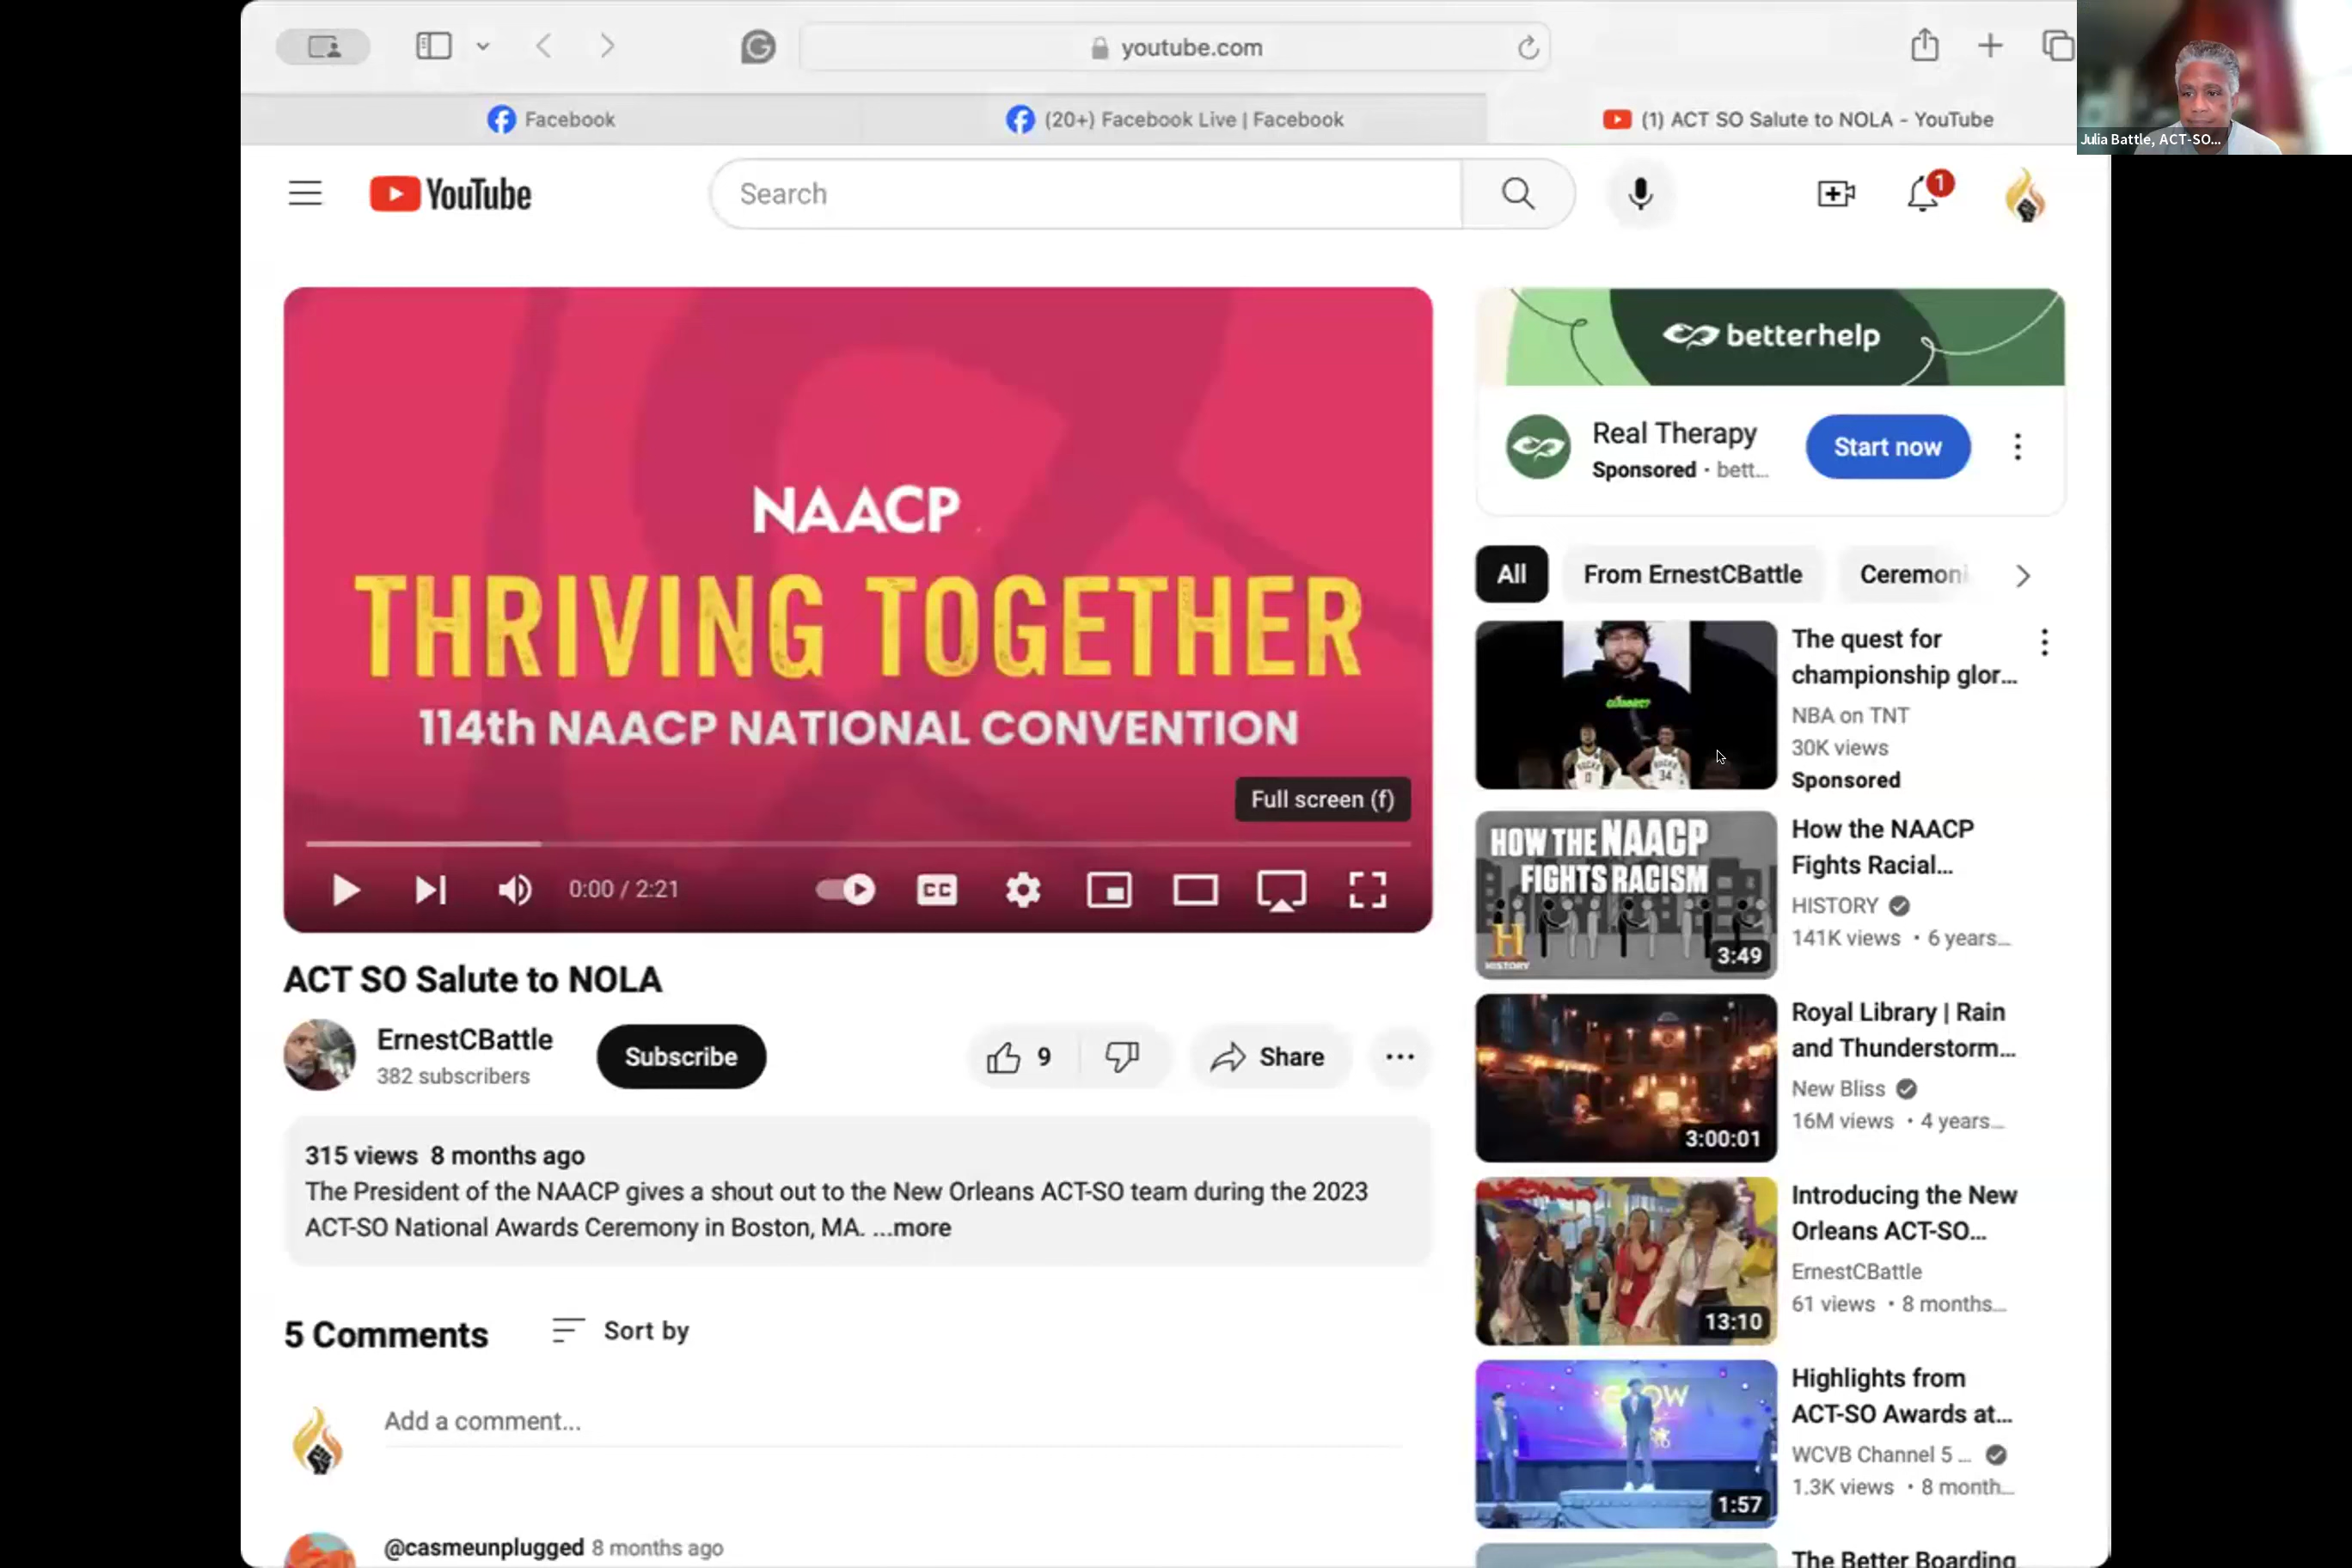 youtube.com
Facebook
(20+) Facebook Live | Facebook
(1) ACT SO Salute to NOLA - YouTube
Julia Battle, ACT-SO...
YouTube
Search
1
NAACP
THRIVING TOGETHER
114th NAACP NATIONAL CONVENTION
Full screen (f)
0:00 / 2:21
CC
ACT SO Salute to NOLA
ErnestCBattle
382 subscribers
Subscribe
9
Share
315 views 8 months ago
The President of the NAACP gives a shout out to the New Orleans ACT-SO team during the 2023
ACT-SO National Awards Ceremony in Boston, MA. ...more
5 Comments
Sort by
Add a comment...
@casmeunplugged 8 months ago
betterhelp
Real Therapy
Sponsored · bett...
Start now
All
From ErnestCBattle
Ceremoni
The quest for
championship glor...
NBA on TNT
30K views
Sponsored
BUCKS
0
BUCKS
34
HOW THE NAACP
FIGHTS RACISM
H
HISTORY
3:49
How the NAACP
Fights Racial...
HISTORY
141K views · 6 years...
3:00:01
Royal Library | Rain
and Thunderstorm...
New Bliss
16M views · 4 years...
13:10
Introducing the New
Orleans ACT-SO...
ErnestCBattle
61 views · 8 months...
1:57
Highlights from
ACT-SO Awards at...
WCVB Channel 5 ...
1.3K views · 8 month...
The Better Boarding